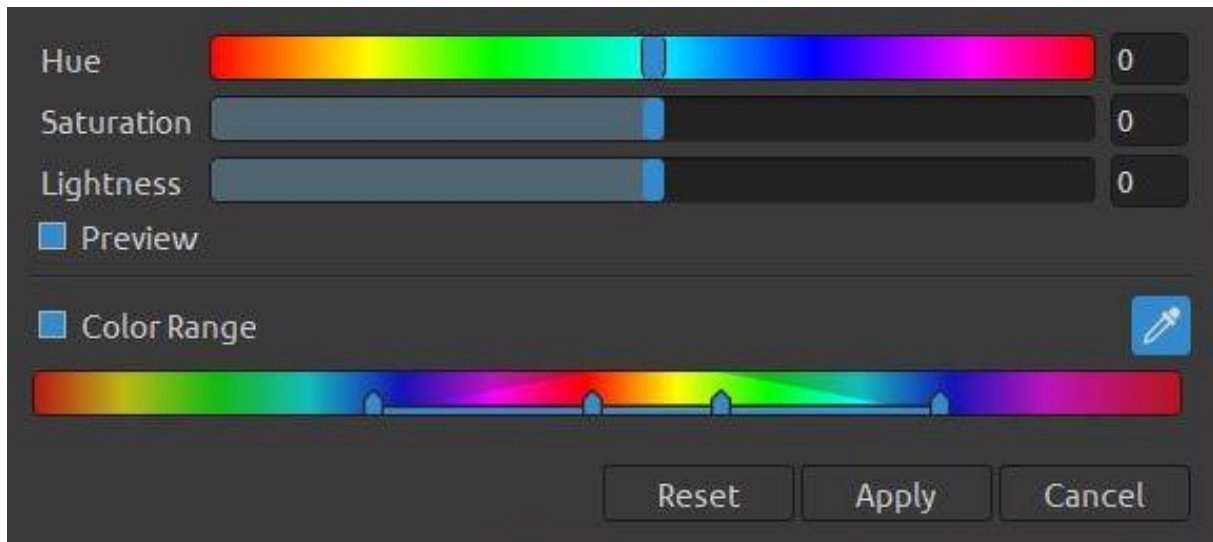 Hue 0
Saturation 0
Lightness 0
Preview
Color Range
Reset Apply Cancel